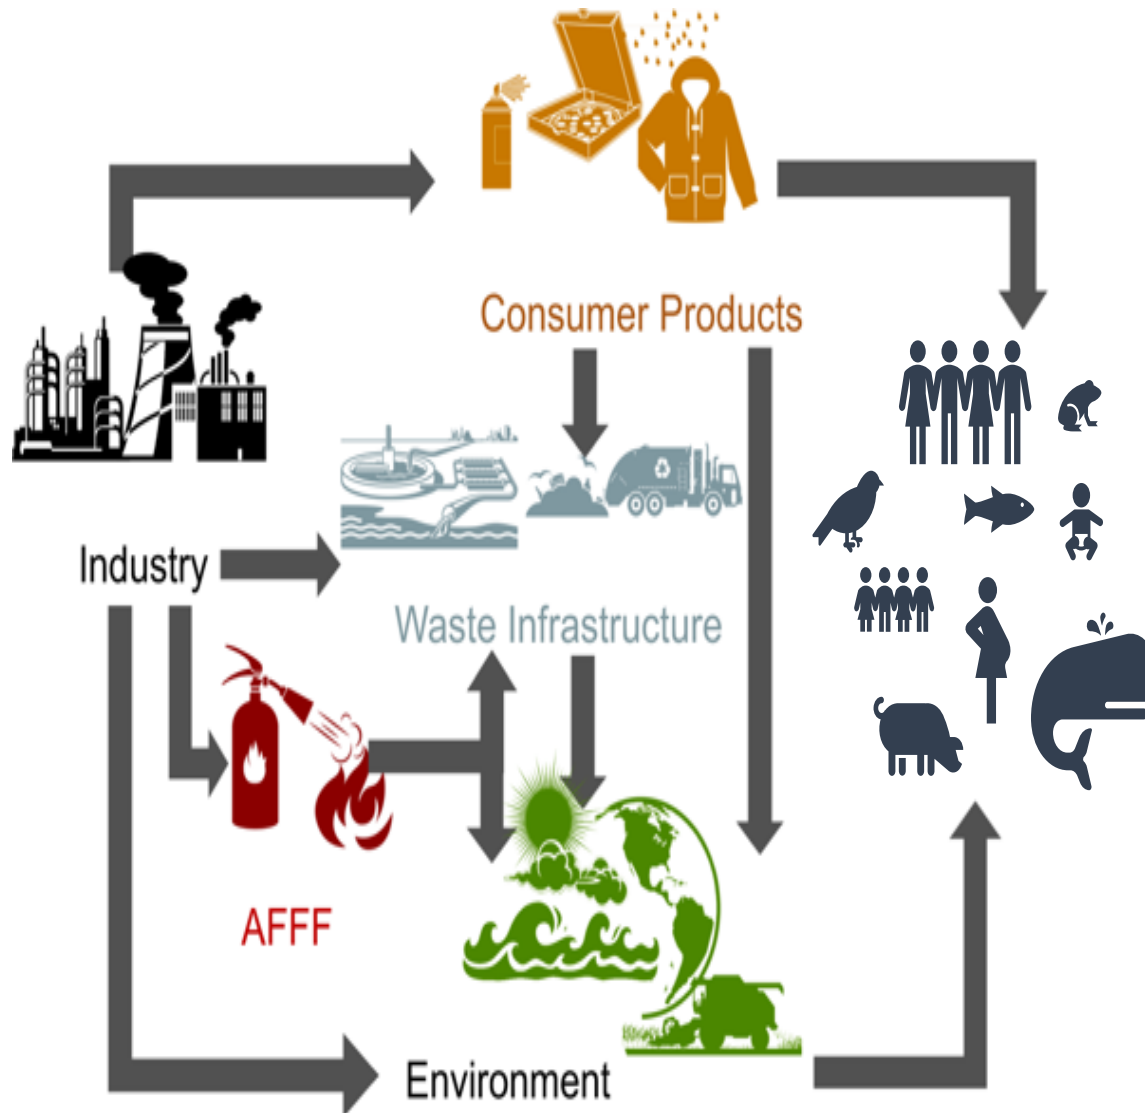 Consumer Products
Industry
Waste Infrastructure
AFFF
Environment